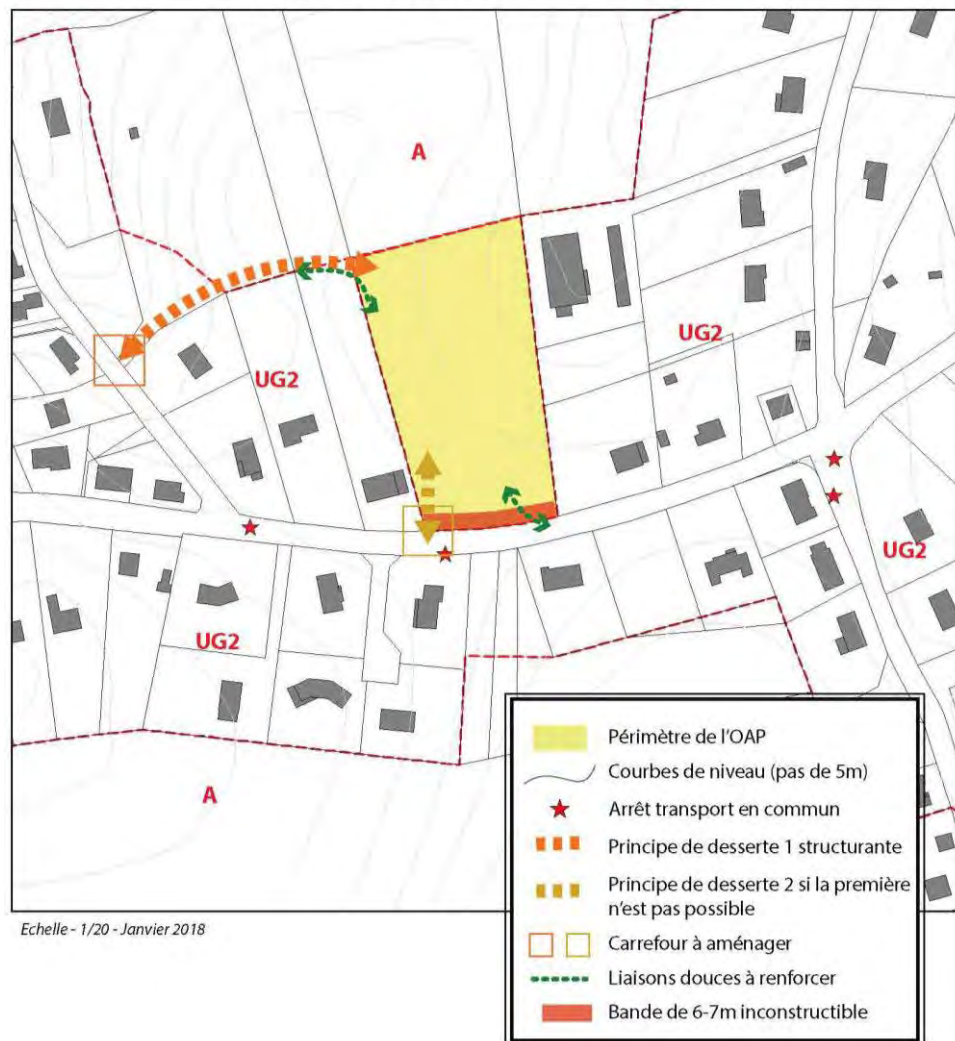 A
UG2
UG2
UG2
UG2
A
Périmètre de l'OAP
Courbes de niveau (pas de 5m)
Arrêt transport en commun
Principe de desserte 1 structurante
Principe de desserte 2 si la première
n'est pas possible
Carrefour à aménager
Liaisons douces à renforcer
Bande de 6-7m inconstructible
Echelle - 1/20 - Janvier 2018